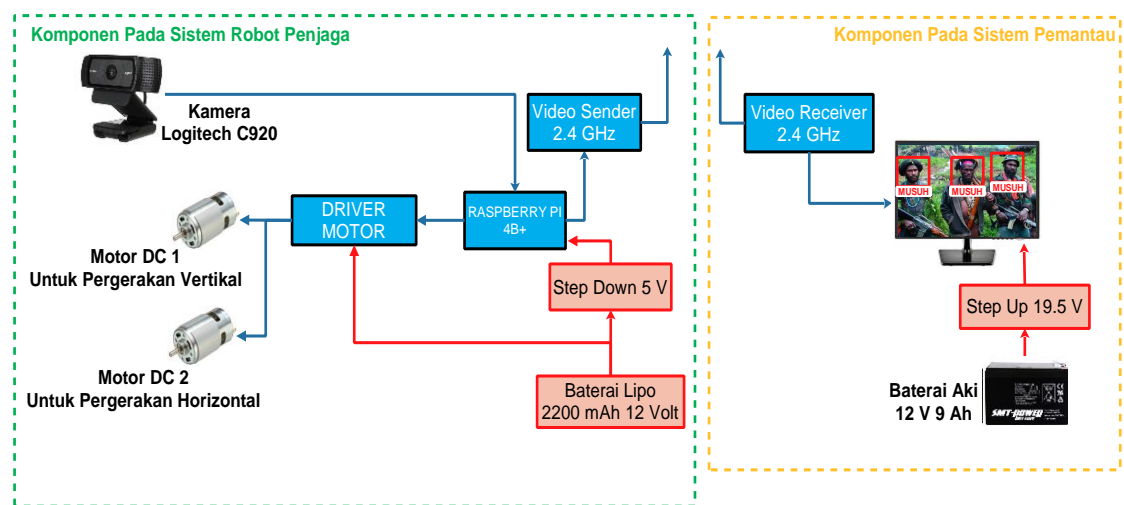 Komponen Pada Sistem Robot Penjaga
Kamera
Logitech C920
Video Sender
2.4 GHz
DRIVER
MOTOR
RASPBERRY PI
4B+
Motor DC 1
Untuk Pergerakan Vertikal
Step Down 5 V
Motor DC 2
Untuk Pergerakan Horizontal
Baterai Lipo
2200 mAh 12 Volt
Komponen Pada Sistem Pemantau
Video Receiver
2.4 GHz
MUSUH
MUSUH
MUSUH
Step Up 19.5 V
Baterai Aki
12 V 9 Ah
SMT-POWER